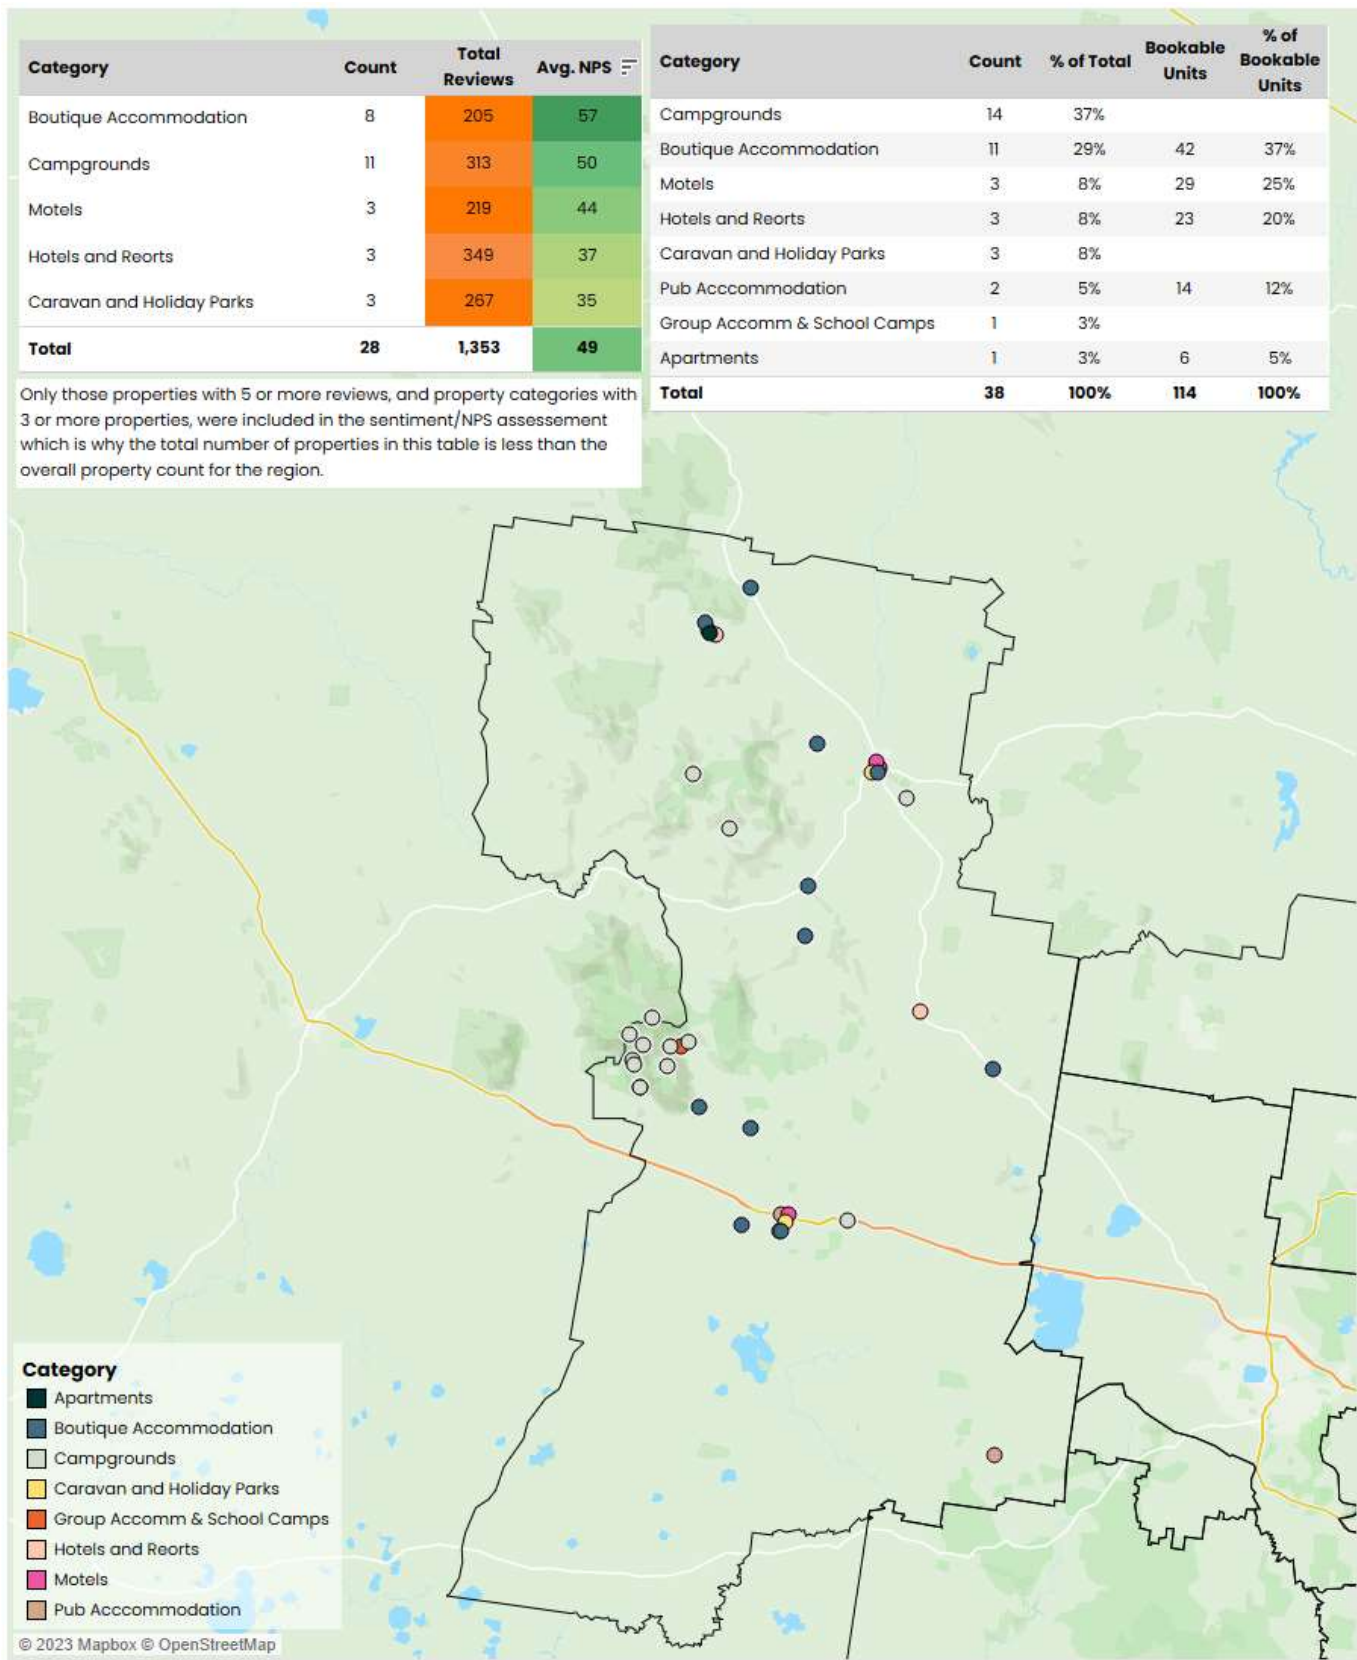 Category Count Total Reviews Avg. NPS
Boutique Accommodation 8 205 57
Campgrounds 11 313 50
Motels 3 219 44
Hotels and Reorts 3 349 37
Caravan and Holiday Parks 3 267 35
Total 28 1,353 49
Only those properties with 5 or more reviews, and property categories with
3 or more properties, were included in the sentiment/NPS assessement
which is why the total number of properties in this table is less than the
overall property count for the region.
Category Count % of Total Bookable Units % of Bookable Units
Campgrounds 14 37%
Boutique Accommodation 11 29% 42 37%
Motels 3 8% 29 25%
Hotels and Reorts 3 8% 23 20%
Caravan and Holiday Parks 3 8%
Pub Acccommodation 2 5% 14 12%
Group Accomm & School Camps 1 3%
Apartments 1 3% 6 5%
Total 38 100% 114 100%
Category
Apartments
Boutique Accommodation
Campgrounds
Caravan and Holiday Parks
Group Accomm & School Camps
Hotels and Reorts
Motels
Pub Acccommodation
© 2023 Mapbox © OpenStreetMap